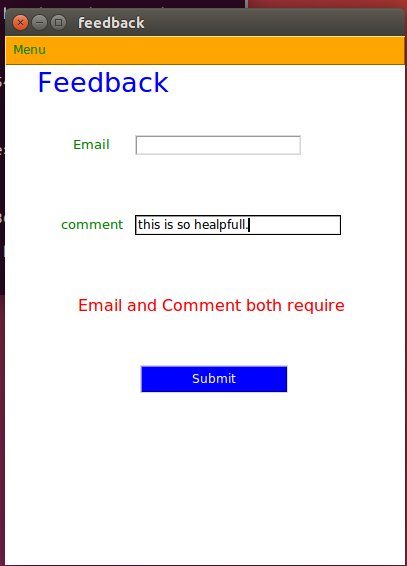 feedback
Menu
Feedback
Email
comment this is so healpfull.
Email and Comment both require
Submit